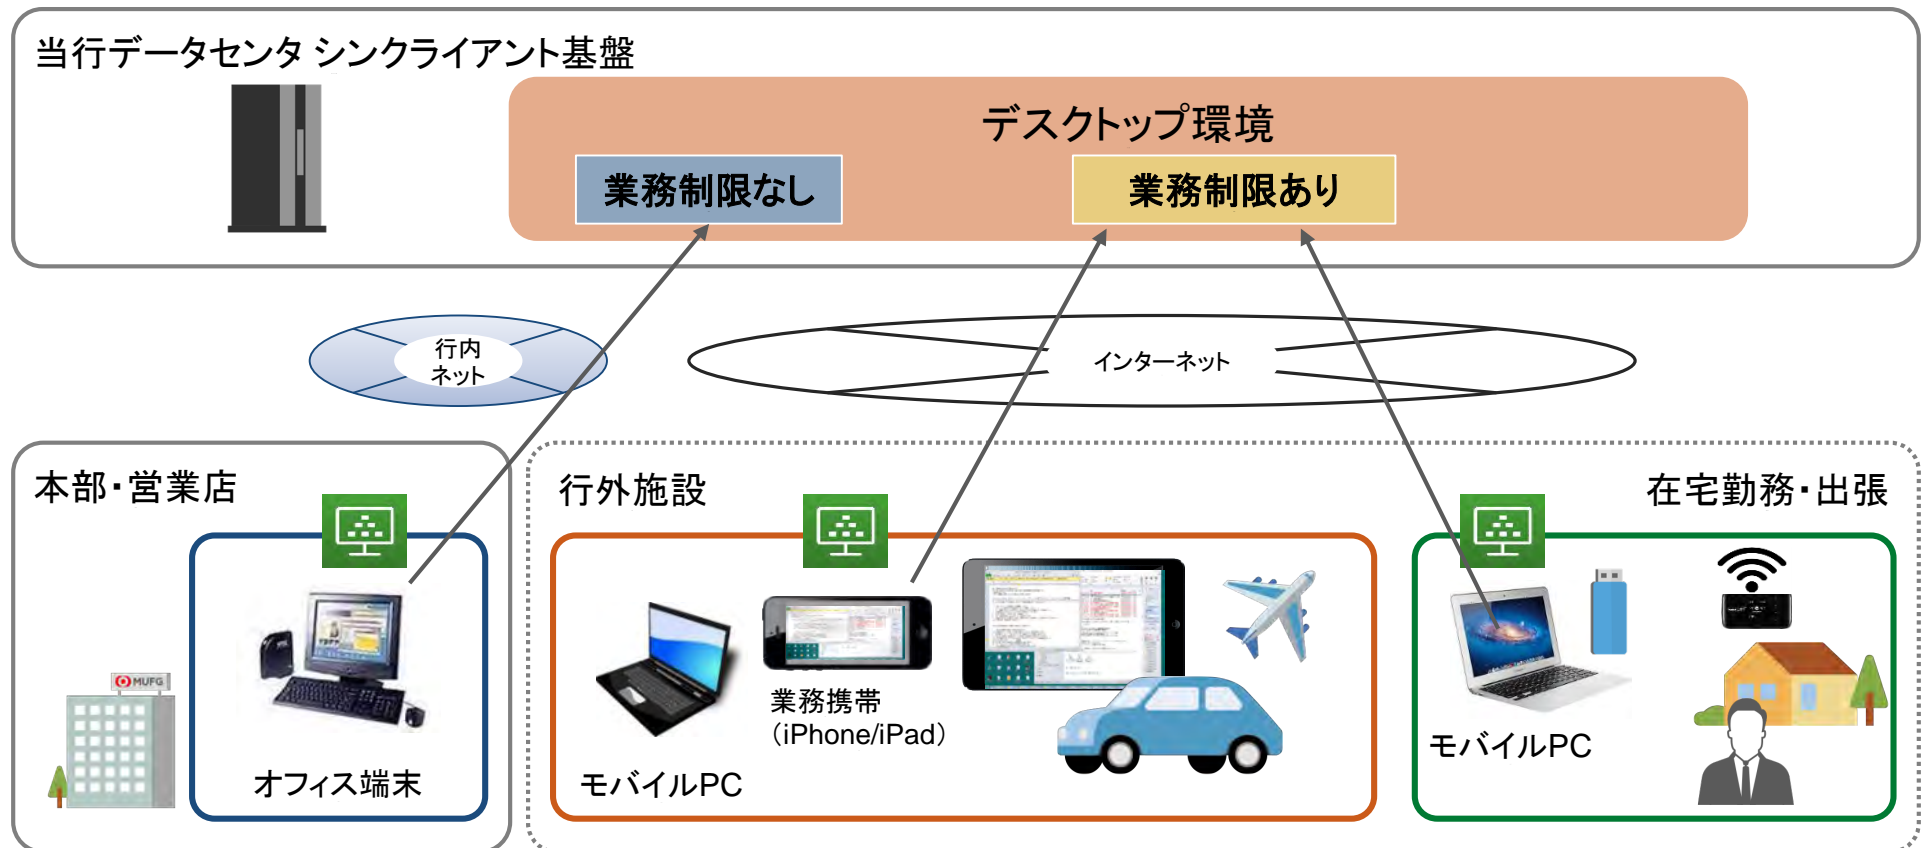 当行データセンタ シンクライアント基盤
デスクトップ環境
業務制限なし
業務制限あり
行内
ネット
インターネット
本部・営業店
行外施設
在宅勤務・出張
MUFG
業務携帯
（iPhone/iPad）
オフィス端末
モバイルPC
モバイルPC